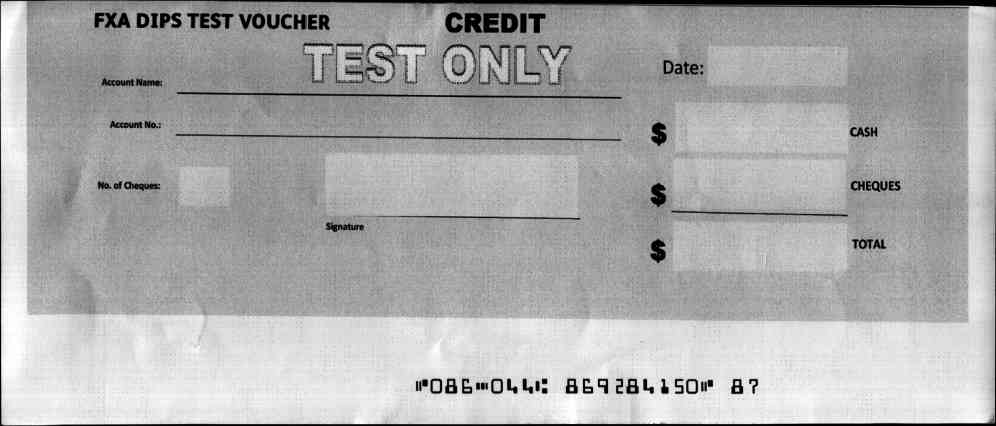 FXA DIPS TEST VOUCHER CREDIT
TEST ONLY
Date:
Account Name:
Account No.:
$ CASH
No. of Cheques:
$ CHEQUES
Signature
$ TOTAL
⑈086⑉044⑆ 869284150⑈ 87